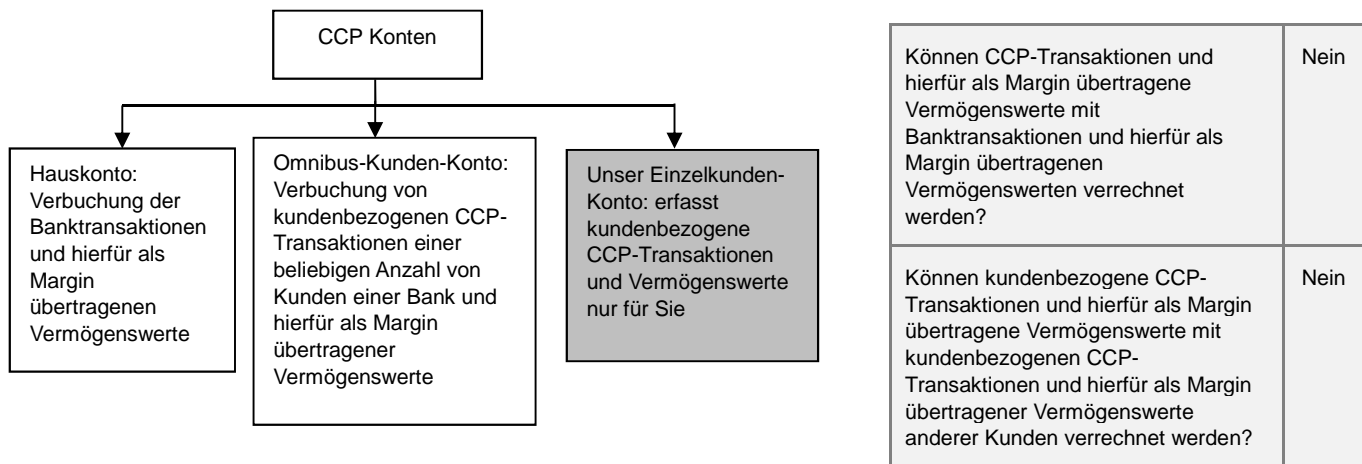 CCP Konten
Hauskonto:
Verbuchung der
Banktransaktionen
und hierfür als
Margin
übertragenen
Vermögenswerte
Omnibus-Kunden-Konto:
Verbuchung von
kundenbezogenen CCP-
Transaktionen einer
beliebigen Anzahl von
Kunden einer Bank und
hierfür als Margin
übertragener
Vermögenswerte
Unser Einzelkunden-
Konto: erfasst
kundenbezogene
CCP-Transaktionen
und Vermögenswerte
nur für Sie
Können CCP-Transaktionen und
hierfür als Margin übertragene
Vermögenswerte mit
Banktransaktionen und hierfür als
Margin übertragenen
Vermögenswerten verrechnet
werden?
Nein
Können kundenbezogene CCP-
Transaktionen und hierfür als Margin
übertragene Vermögenswerte mit
kundenbezogenen CCP-
Transaktionen und hierfür als Margin
übertragener Vermögenswerte
anderer Kunden verrechnet werden?
Nein